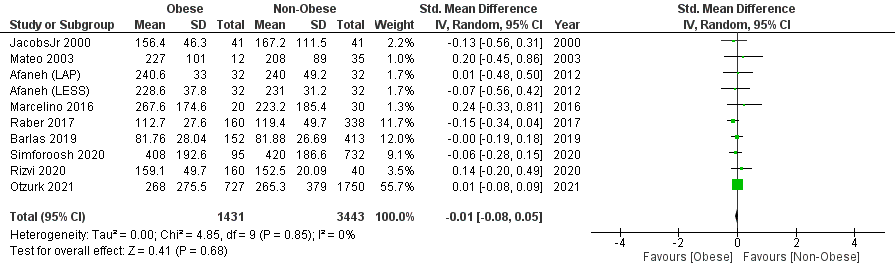 Obese Non-Obese Std. Mean Difference Std. Mean Difference
Study or Subgroup Mean SD Total Mean SD Total Weight IV, Random, 95% CI Year IV, Random, 95% CI
JacobsJr 2000 156.4 46.3 41 167.2 111.5 41 2.2% -0.13 [-0.56, 0.31] 2000
Mateo 2003 227 101 12 208 89 35 1.0% 0.20 [-0.45, 0.86] 2003
Afaneh (LAP) 240.6 33 32 240 49.2 32 1.7% 0.01 [-0.48, 0.50] 2012
Afaneh (LESS) 228.6 37.8 32 231 31.2 32 1.7% -0.07 [-0.56, 0.42] 2012
Marcelino 2016 267.6 174.6 20 223.2 185.4 30 1.3% 0.24 [-0.33, 0.81] 2016
Raber 2017 112.7 27.6 160 119.4 49.7 338 11.8% -0.15 [-0.34, 0.04] 2017
Barlas 2019 81.76 28.04 152 81.88 26.69 413 12.1% -0.00 [-0.19, 0.18] 2019
Simforoosh 2020 408 192.6 95 420 186.6 732 9.1% -0.06 [-0.28, 0.15] 2020
Rizvi 2020 159.1 49.7 160 152.5 20.09 40 3.5% 0.14 [-0.20, 0.49] 2020
Otzurk 2021 268 275.5 727 265.3 379 1750 55.7% 0.01 [-0.08, 0.09] 2021
Total (95% CI) 1431 3443 100.0% -0.01 [-0.08, 0.05]
Heterogeneity: Tau² = 0.00; Chi² = 4.85, df = 9 (P = 0.85); I² = 0%
Test for overall effect: Z = 0.41 (P = 0.68)
-4 -2 0 2 4
Favours [Obese] Favours [Non-Obese]